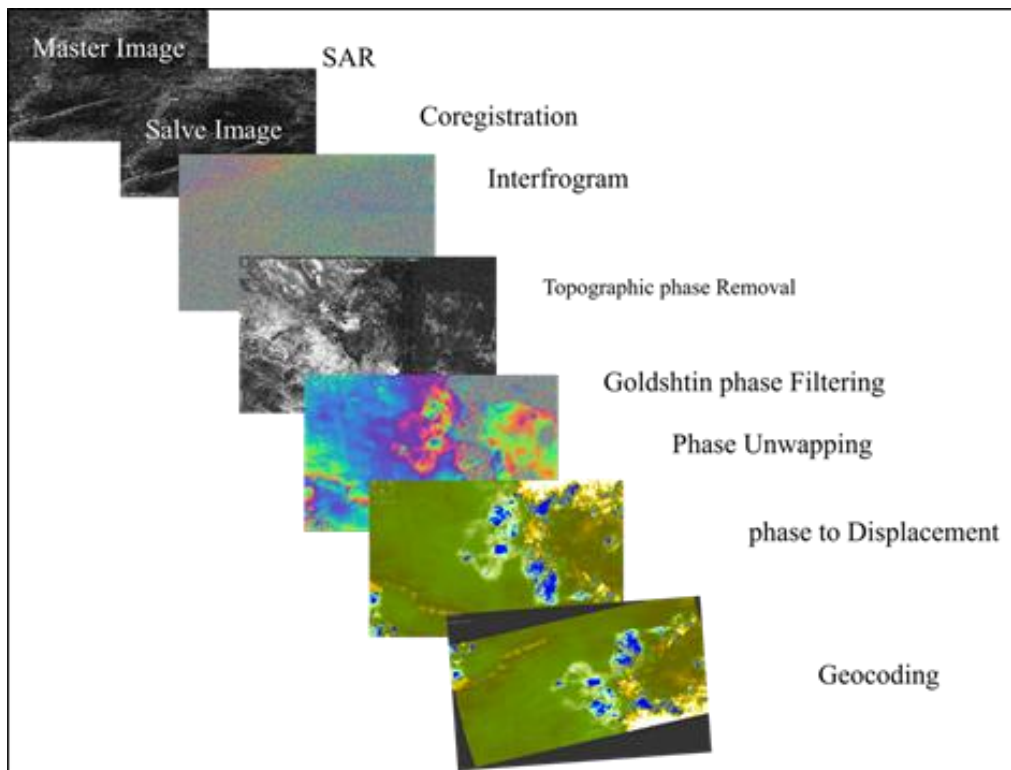 Master Image
SAR
Salve Image
Coregistration
Interfrogram
Topographic phase Removal
Goldshtin phase Filtering
Phase Unwapping
phase to Displacement
Geocoding